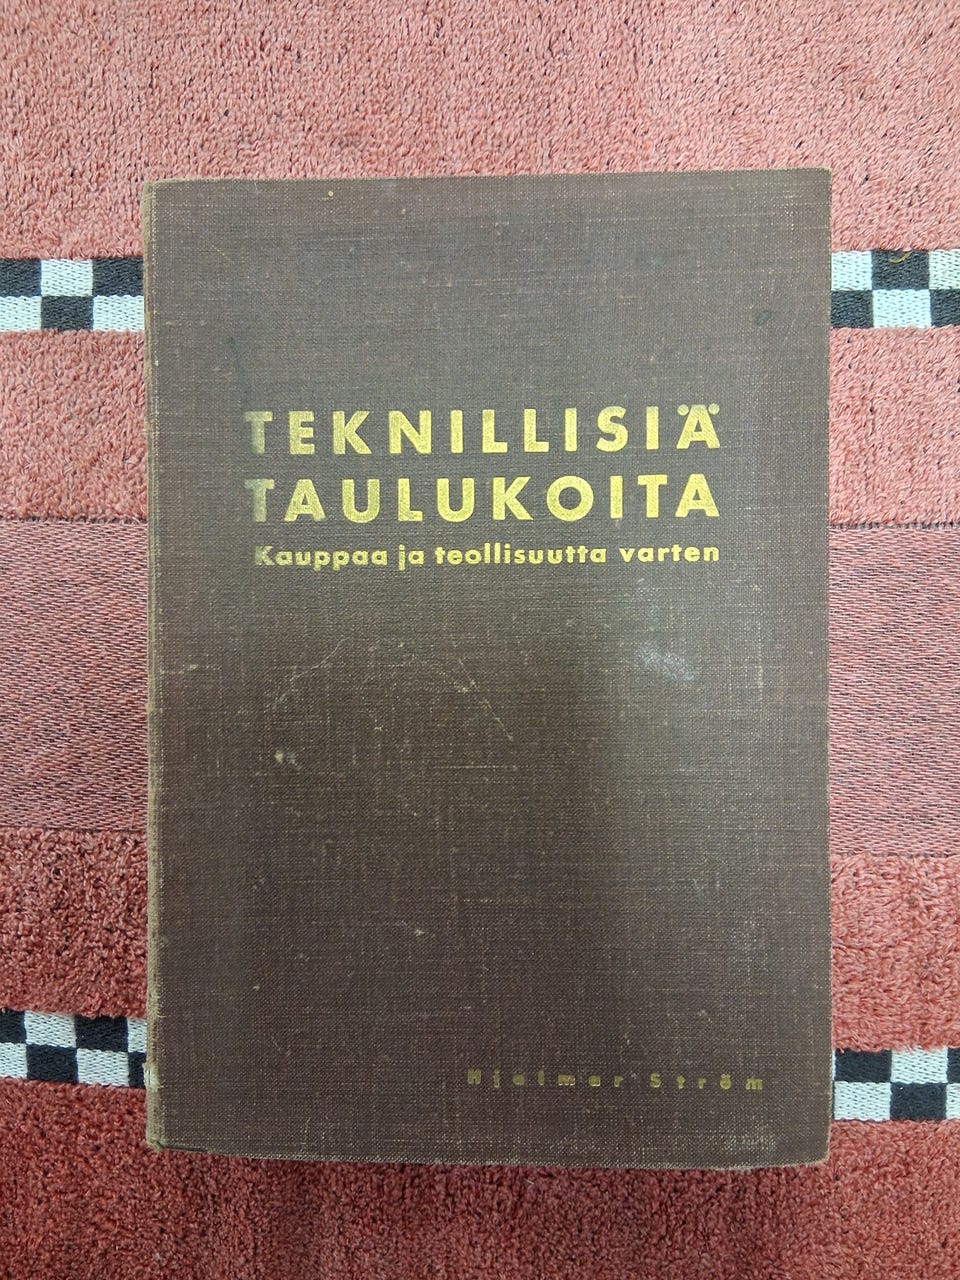 TEKNILLISIÄ
TAULUKOITA
Kauppaa ja teollisuutta varten
Hjalmar Ström